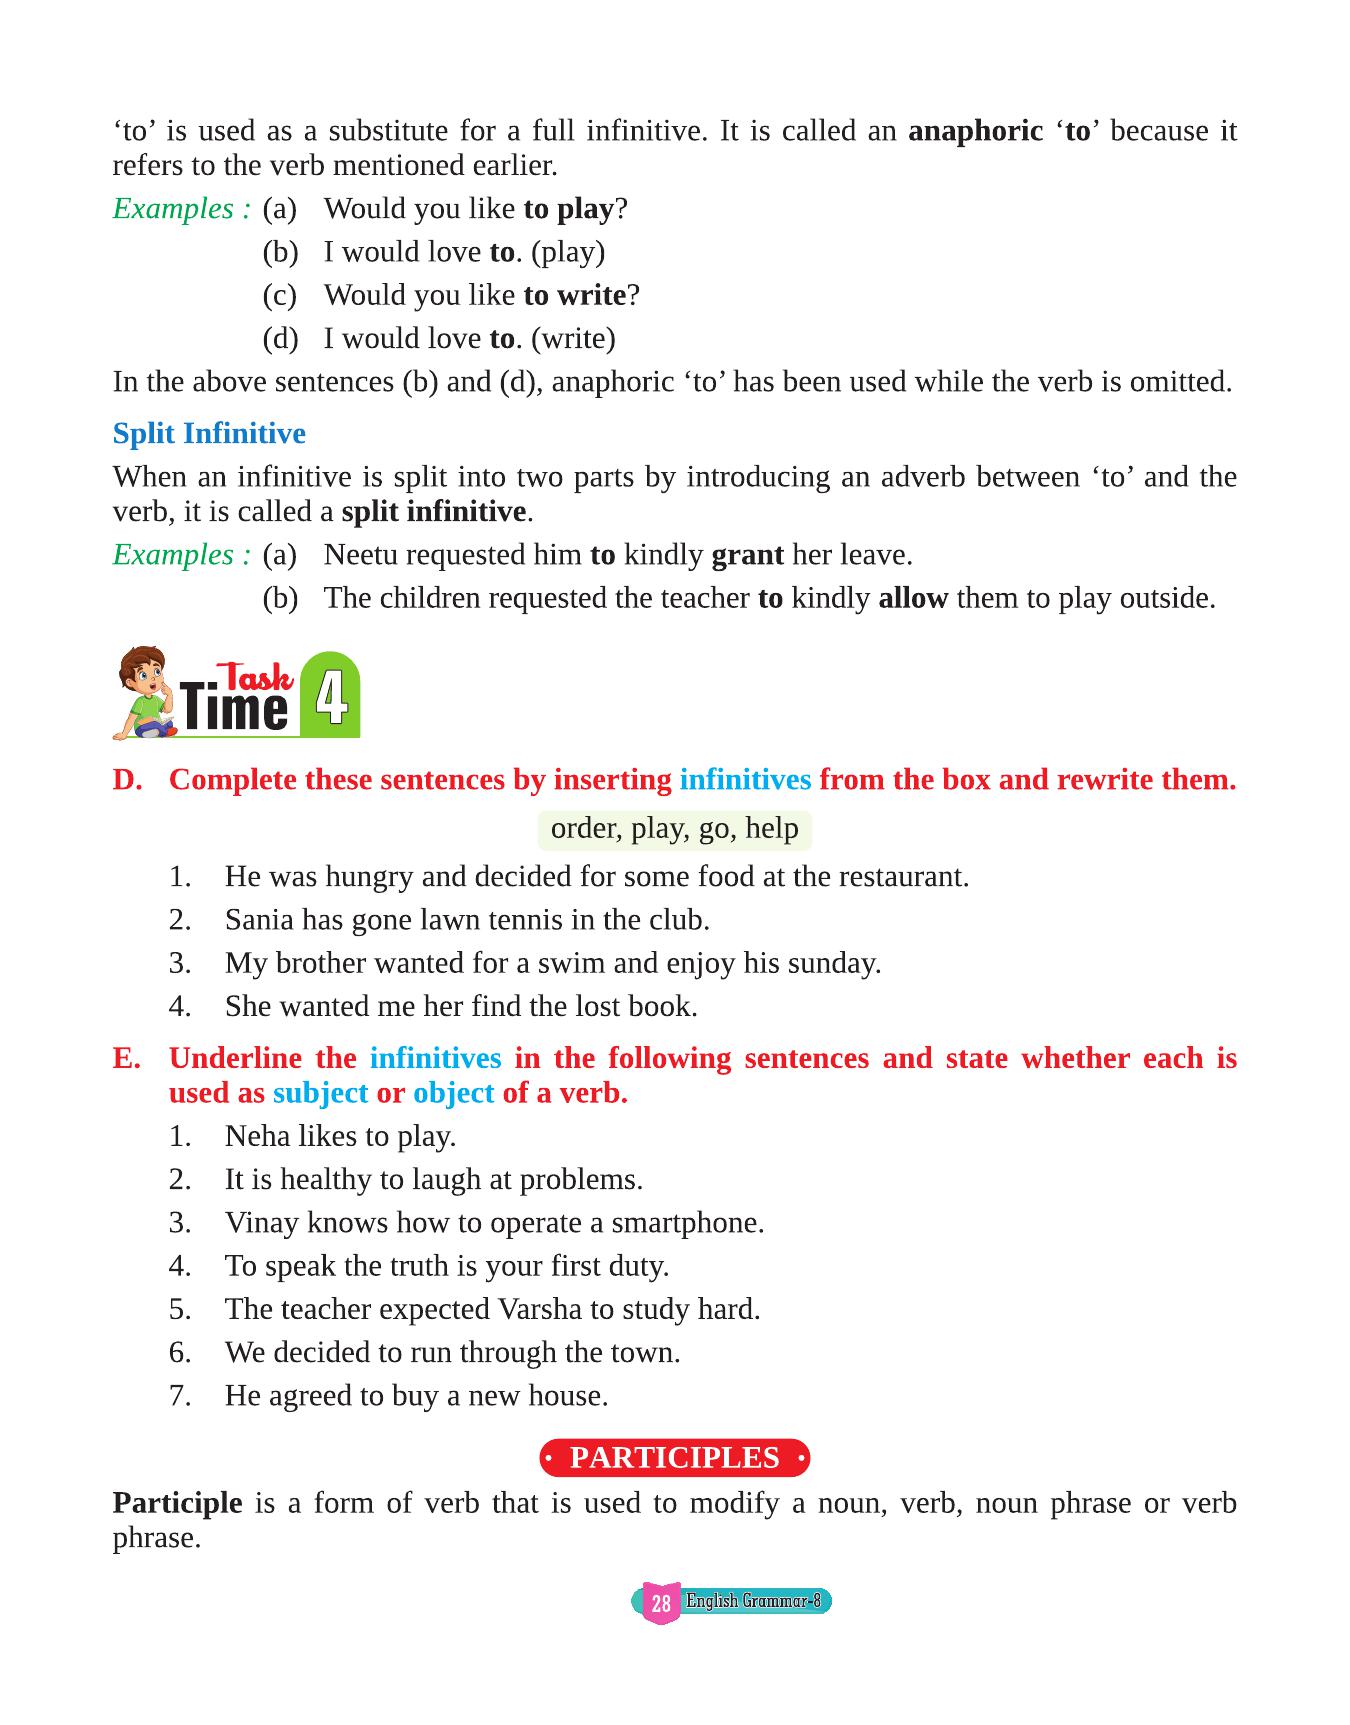 ‘to’ is used as a substitute for a full infinitive. It is called an anaphoric ‘to’ because it
refers to the verb mentioned earlier.
Examples : (a) Would you like to play?
(b) I would love to. (play)
(c) Would you like to write?
(d) I would love to. (write)
In the above sentences (b) and (d), anaphoric ‘to’ has been used while the verb is omitted.
Split Infinitive
When an infinitive is split into two parts by introducing an adverb between ‘to’ and the
verb, it is called a split infinitive.
Examples : (a) Neetu requested him to kindly grant her leave.
(b) The children requested the teacher to kindly allow them to play outside.
Task
Time 4
D. Complete these sentences by inserting infinitives from the box and rewrite them.
order, play, go, help
1. He was hungry and decided for some food at the restaurant.
2. Sania has gone lawn tennis in the club.
3. My brother wanted for a swim and enjoy his sunday.
4. She wanted me her find the lost book.
E. Underline the infinitives in the following sentences and state whether each is
used as subject or object of a verb.
1. Neha likes to play.
2. It is healthy to laugh at problems.
3. Vinay knows how to operate a smartphone.
4. To speak the truth is your first duty.
5. The teacher expected Varsha to study hard.
6. We decided to run through the town.
7. He agreed to buy a new house.
• PARTICIPLES •
Participle is a form of verb that is used to modify a noun, verb, noun phrase or verb
phrase.
28 English Grammar-8